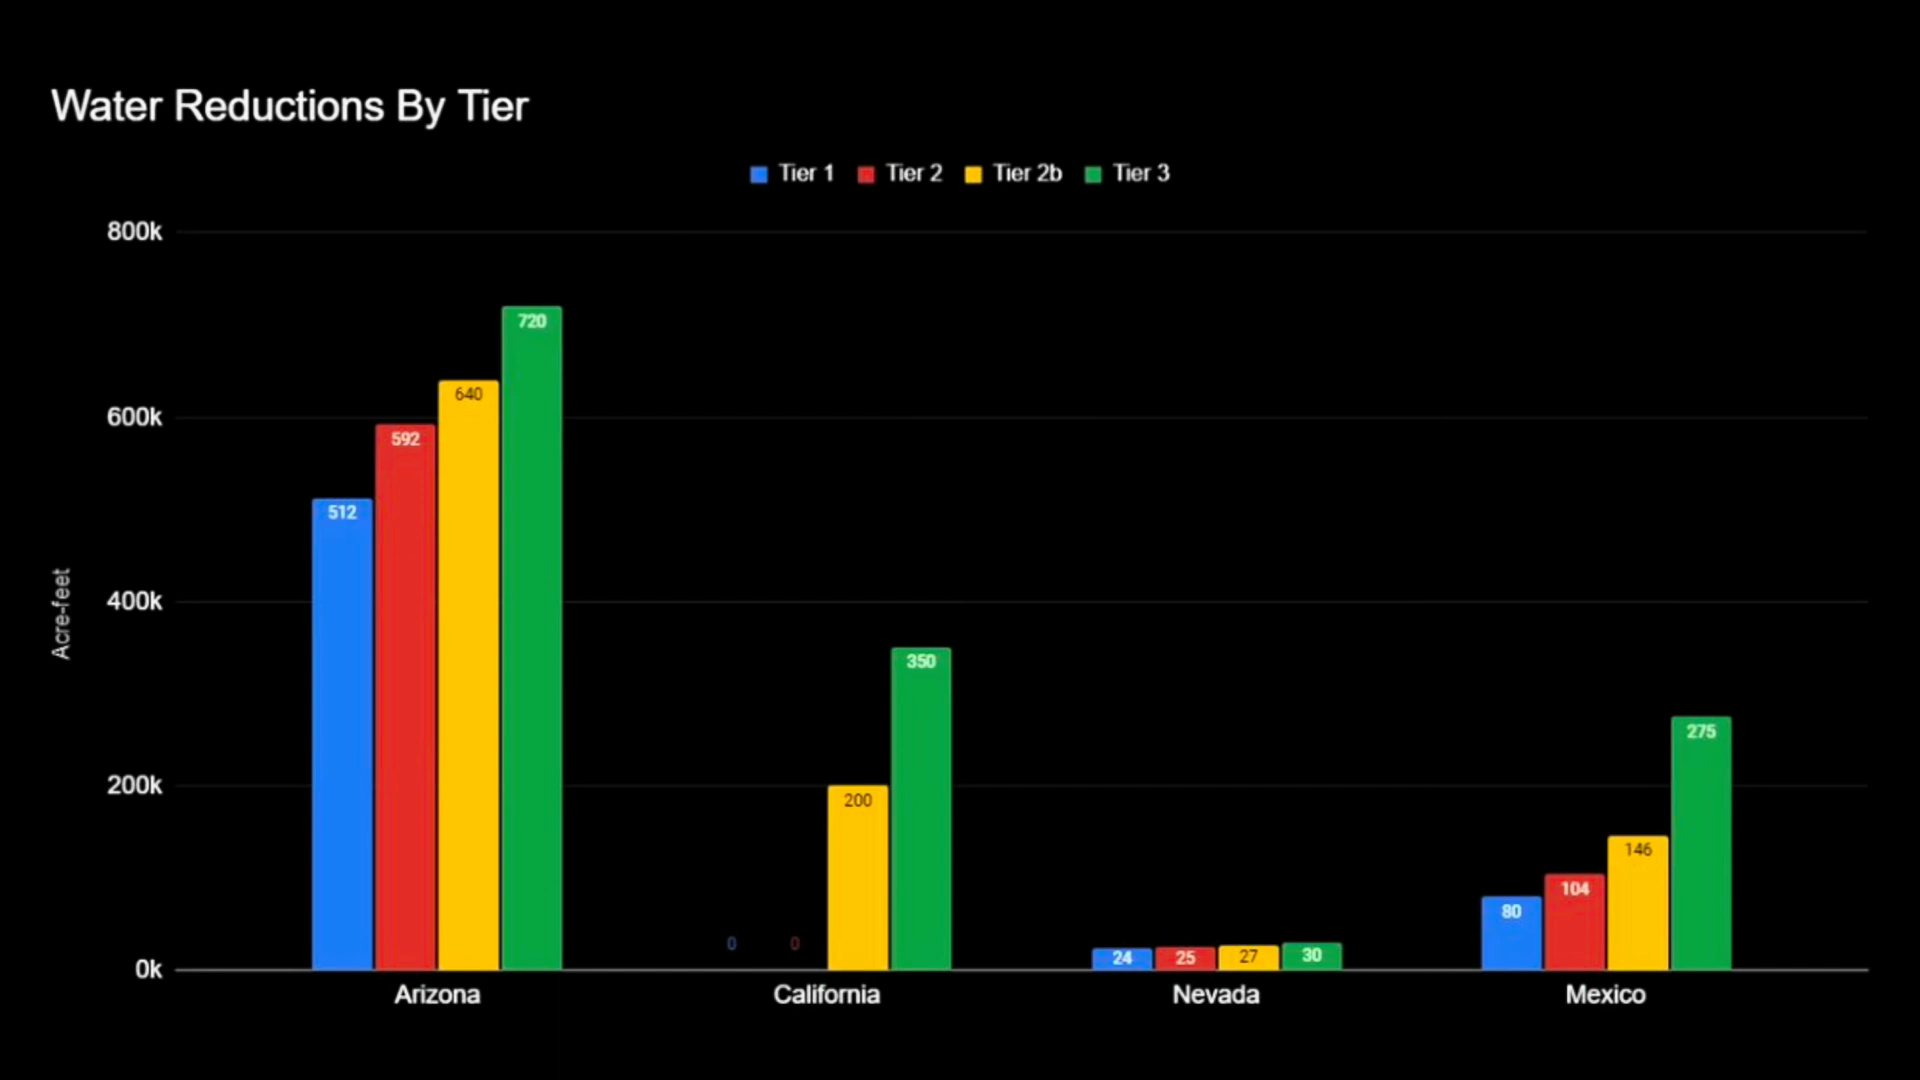 Water Reductions By Tier
Tier 1 Tier 2 Tier 2b Tier 3
800k
600k
400k
200k
0k
Acre-feet
512 592 640 720
0 0 200 350
24 25 27 30
80 104 146 275
Arizona California Nevada Mexico